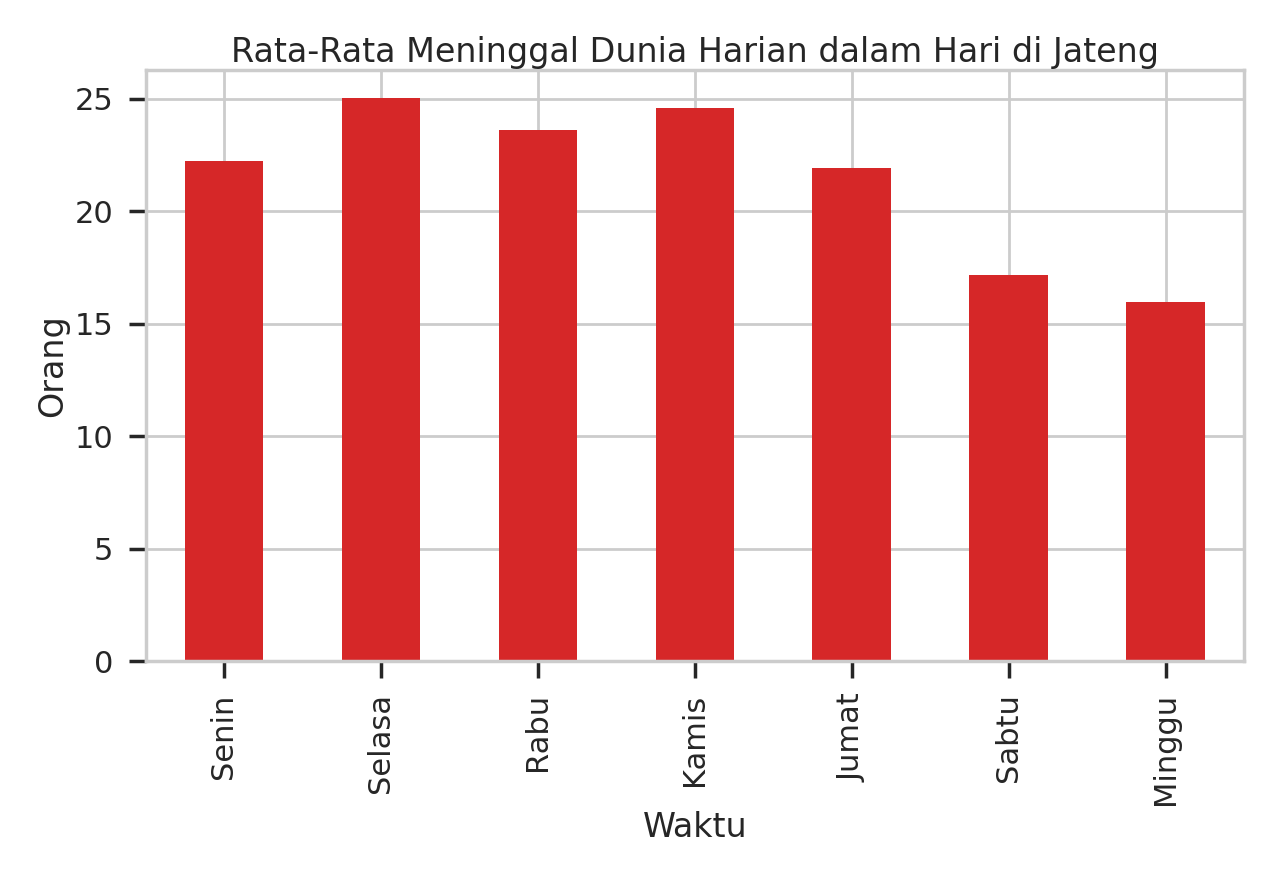 Rata-Rata Meninggal Dunia Harian dalam Hari di Jateng
25
20
15
10
5
0
Orang
Senin
Selasa
Rabu
Kamis
Jumat
Sabtu
Minggu
Waktu